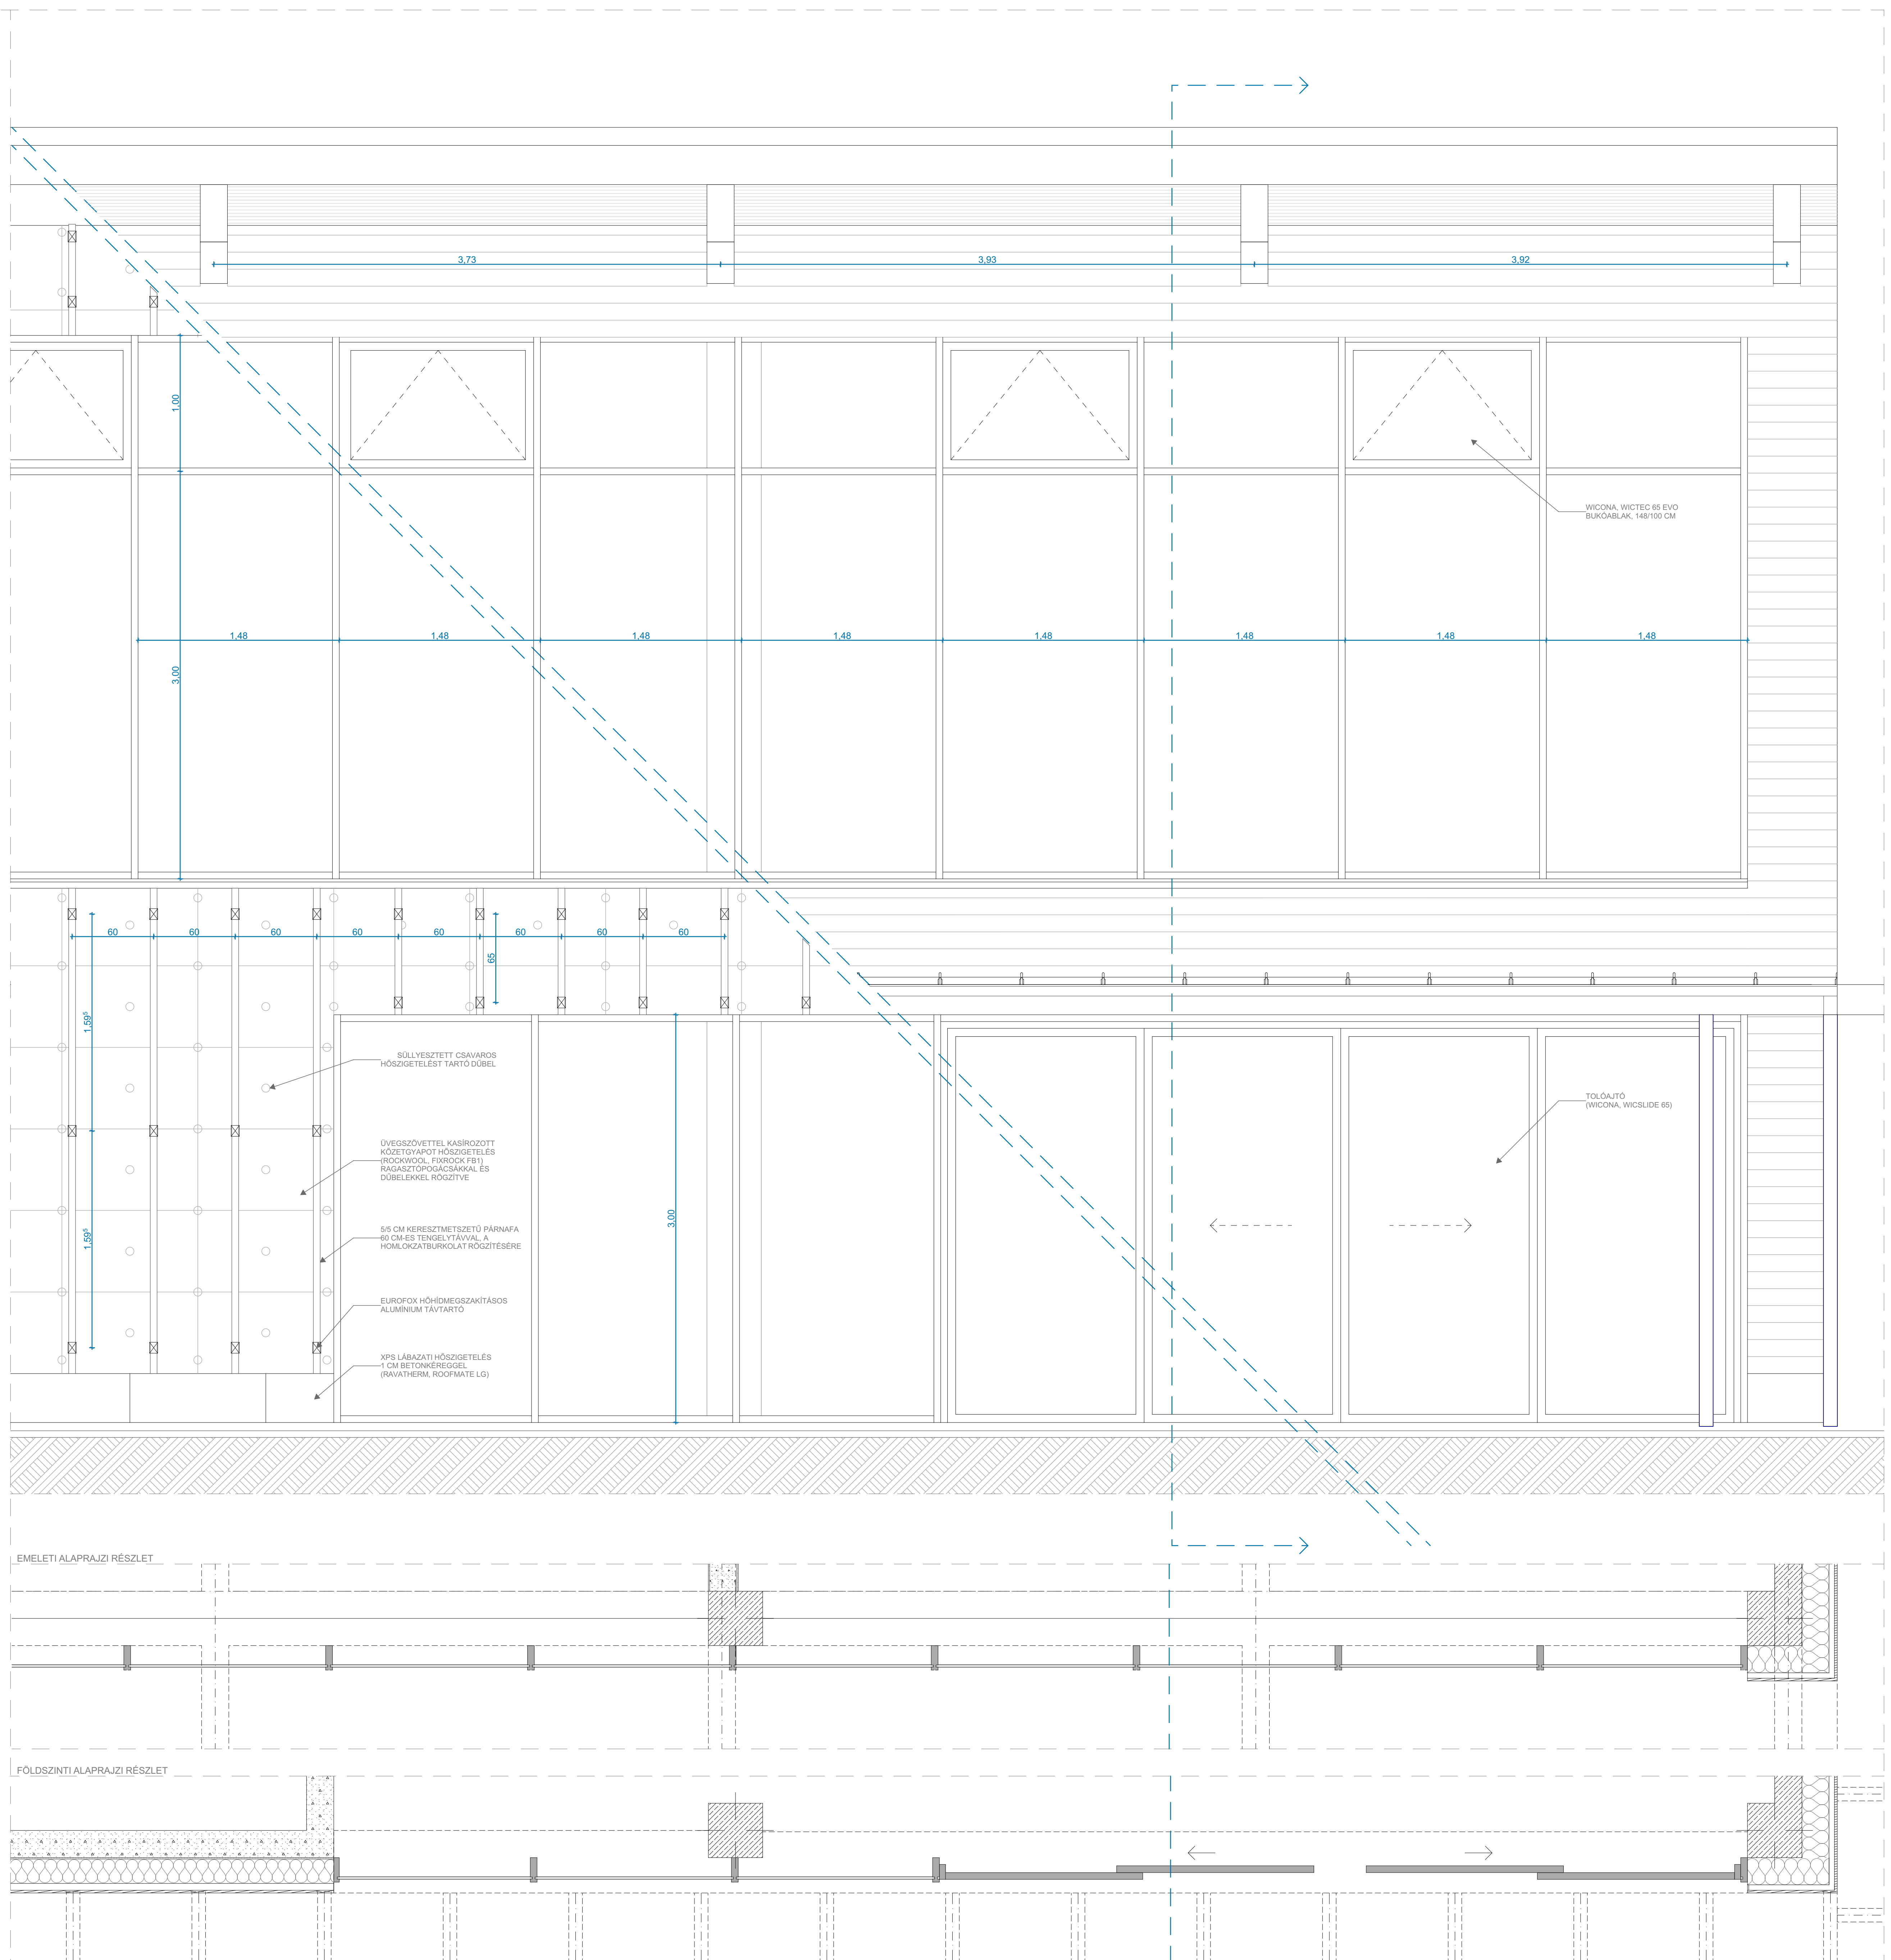 3,73
3,93
3,92
1,00
WICONA, WICTEC 65 EVO
BUKÓABLAK, 148/100 CM
1,48
1,48
1,48
1,48
1,48
1,48
1,48
1,48
3,00
60
60
60
60
60
60
60
60
65
1,59⁵
SÜLLYESZTETT CSAVAROS
HŐSZIGETELÉST TARTÓ DÜBEL
TOLÓAJTÓ
(WICONA, WICSLIDE 65)
ÜVEGSZÖVETTEL KASÍROZOTT
KŐZETGYAPOT HŐSZIGETELÉS
(ROCKWOOL, FIXROCK FB1)
RAGASZTÓPOGÁCSÁKKAL ÉS
DÜBELEKKEL RÖGZÍTVE
3,00
1,59⁵
5/5 CM KERESZTMETSZETŰ PÁRNAFA
60 CM-ES TENGELYTÁVVAL, A
HOMLOKZATBURKOLAT RÖGZÍTÉSÉRE
EUROFOX HŐHÍDMEGSZAKÍTÁSOS
ALUMÍNIUM TÁVTARTÓ
XPS LÁBAZATI HŐSZIGETELÉS
1 CM BETONKÉREGGEL
(RAVATHERM, ROOFMATE LG)
EMELETI ALAPRAJZI RÉSZLET
FÖLDSZINTI ALAPRAJZI RÉSZLET